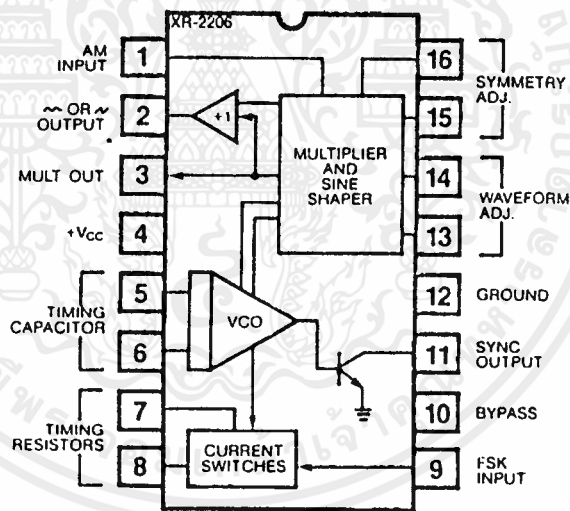 XR-2206
AM
INPUT
1
~ OR ~
OUTPUT
2
+1
MULT OUT
3
+VCC
4
TIMING
CAPACITOR
5
6
TIMING
RESISTORS
7
8
MULTIPLIER
AND
SINE
SHAPER
VCO
CURRENT
SWITCHES
16
SYMMETRY
ADJ.
15
14
WAVEFORM
ADJ.
13
12
GROUND
11
SYNC
OUTPUT
10
BYPASS
9
FSK
INPUT